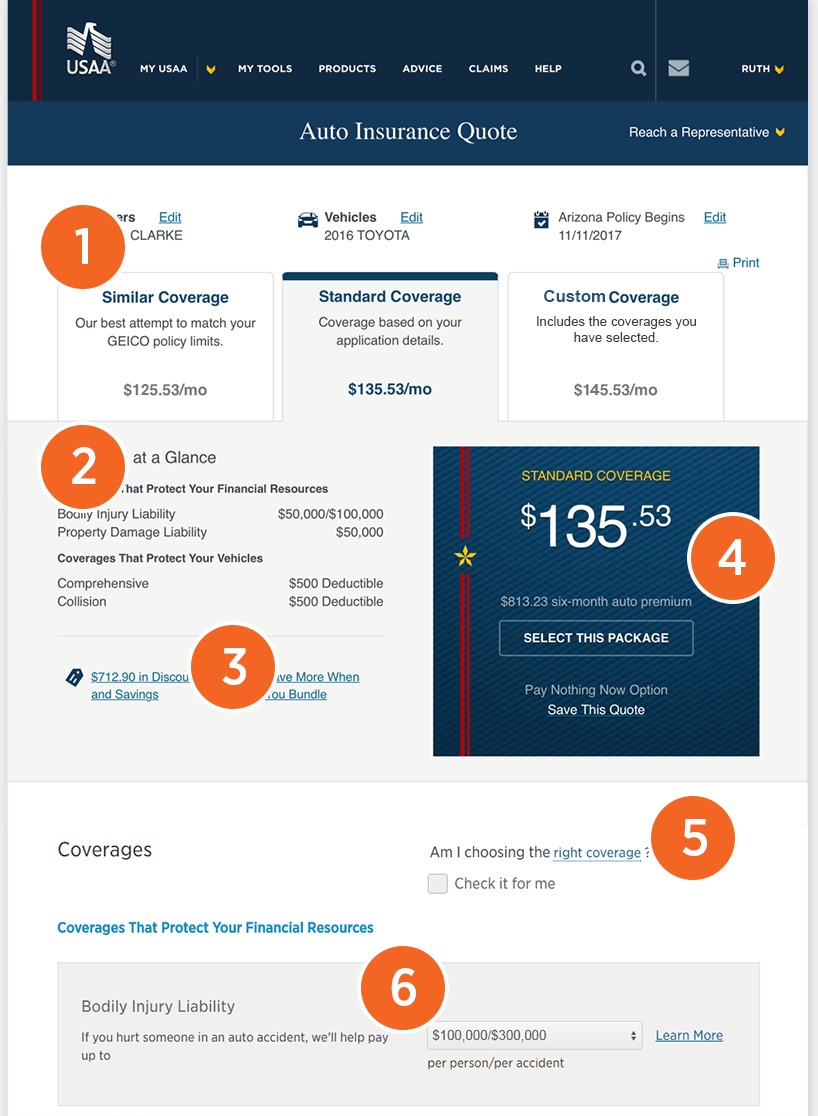 USAA®
MY USAA
MY TOOLS
PRODUCTS
ADVICE
CLAIMS
HELP
RUTH
Auto Insurance Quote
Reach a Representative
1
Edit
CLARKE
Vehicles Edit
2016 TOYOTA
Arizona Policy Begins Edit
11/11/2017
Print
Similar Coverage
Our best attempt to match your
GEICO policy limits.
$125.53/mo
Standard Coverage
Coverage based on your
application details.
$135.53/mo
Custom Coverage
Includes the coverages you
have selected.
$145.53/mo
2
at a Glance
That Protect Your Financial Resources
Bodily Injury Liability $50,000/$100,000
Property Damage Liability $50,000
Coverages That Protect Your Vehicles
Comprehensive $500 Deductible
Collision $500 Deductible
3
$712.90 in Discou
and Savings
ave More When
You Bundle
STANDARD COVERAGE
$135.53
4
$813.23 six-month auto premium
SELECT THIS PACKAGE
Pay Nothing Now Option
Save This Quote
Coverages
Am I choosing the right coverage ?
5
Check it for me
Coverages That Protect Your Financial Resources
6
Bodily Injury Liability
If you hurt someone in an auto accident, we'll help pay
up to
$100,000/$300,000
Learn More
per person/per accident